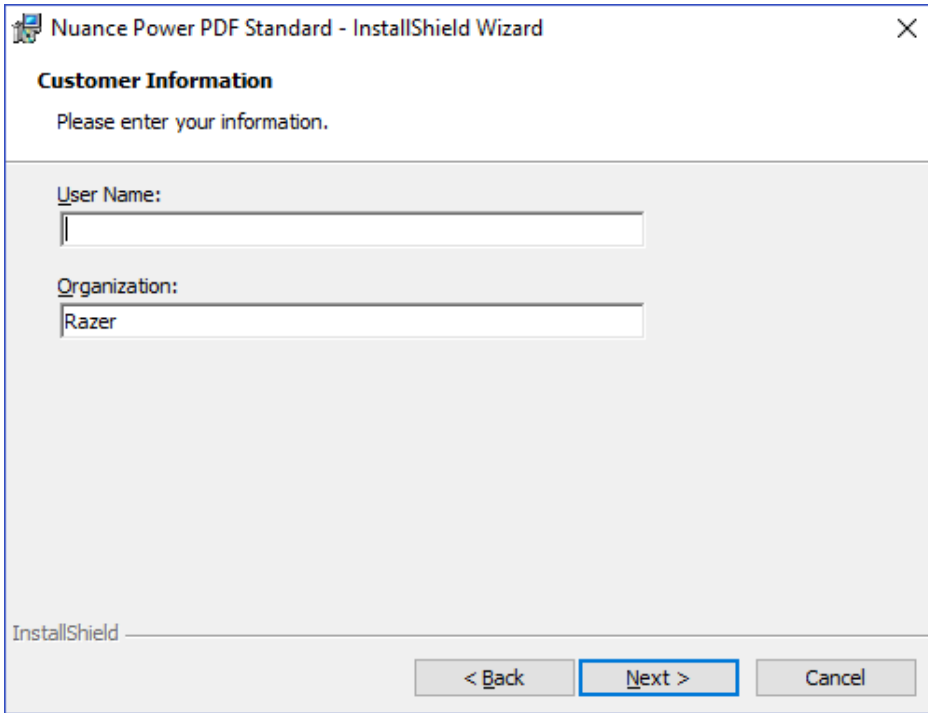 Nuance Power PDF Standard - InstallShield Wizard
Customer Information
Please enter your information.
User Name:
Organization:
Razer
InstallShield
< Back Next > Cancel